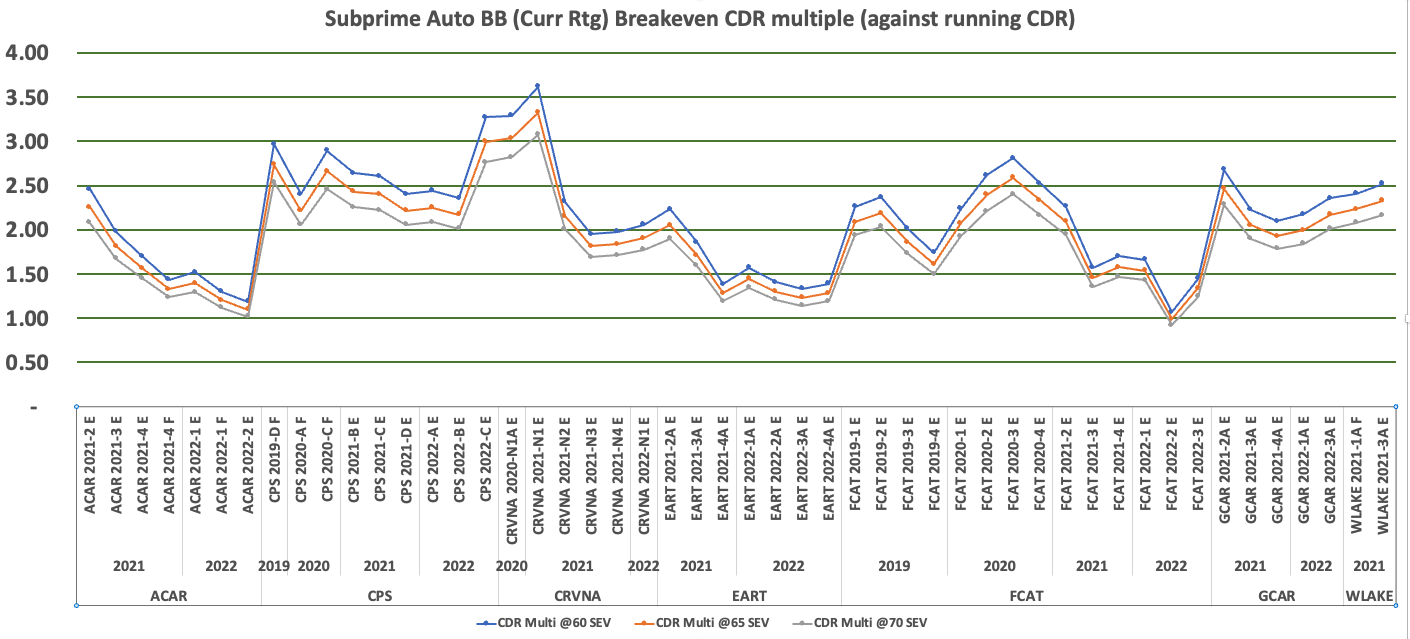 Subprime Auto BB (Curr Rtg) Breakeven CDR multiple (against running CDR)
4.00
3.50
3.00
2.50
2.00
1.50
1.00
0.50
-
ACAR 2021-2 E
ACAR 2021-3 E
ACAR 2021-4 E
ACAR 2021-4 F
ACAR 2022-1 E
ACAR 2022-1 F
ACAR 2022-2 E
CPS 2019-D F
CPS 2020-A F
CPS 2020-C F
CPS 2021-B E
CPS 2021-C E
CPS 2021-D E
CPS 2022-A E
CPS 2022-B E
CPS 2022-C E
CRVNA 2020-N1A E
CRVNA 2021-N1 E
CRVNA 2021-N2 E
CRVNA 2021-N3 E
CRVNA 2021-N4 E
CRVNA 2022-N1 E
EART 2021-2A E
EART 2021-3A E
EART 2021-4A E
EART 2022-1A E
EART 2022-2A E
EART 2022-3A E
EART 2022-4A E
FCAT 2019-1 E
FCAT 2019-2 E
FCAT 2019-3 E
FCAT 2019-4 E
FCAT 2020-1 E
FCAT 2020-2 E
FCAT 2020-3 E
FCAT 2020-4 E
FCAT 2021-2 E
FCAT 2021-3 E
FCAT 2021-4 E
FCAT 2022-1 E
FCAT 2022-2 E
FCAT 2022-3 E
GCAR 2021-2A E
GCAR 2021-3A E
GCAR 2021-4A E
GCAR 2022-1A E
GCAR 2022-3A E
WLAKE 2021-1A F
WLAKE 2021-3A E
2021 2022 2019 2020 2021 2022 2020 2021 2022 2021 2022 2019 2020 2021 2022 2021 2022 2021
ACAR CPS CRVNA EART FCAT GCAR WLAKE
CDR Multi @60 SEV CDR Multi @65 SEV CDR Multi @70 SEV